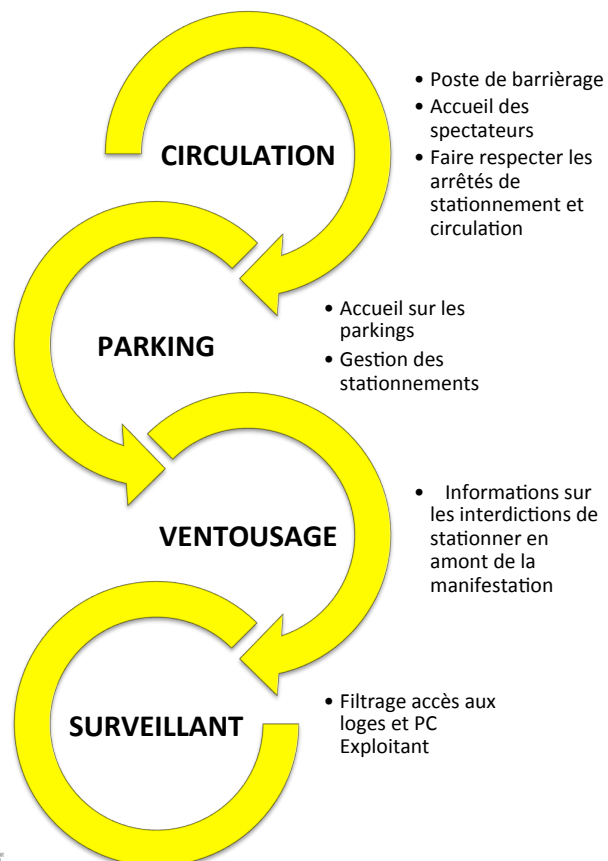 CIRCULATION
• Poste de barrièrage
• Accueil des
spectateurs
• Faire respecter les
arrêtés de
stationnement et
circulation
PARKING
• Accueil sur les
parkings
• Gestion des
stationnements
VENTOUSAGE
• Informations sur
les interdictions de
stationner en
amont de la
manifestation
SURVEILLANT
• Filtrage accès aux
loges et PC
Exploitant